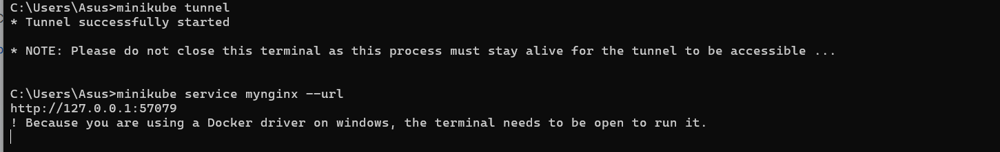 C:\Users\Asus>minikube tunnel
* Tunnel successfully started
* NOTE: Please do not close this terminal as this process must stay alive for the tunnel to be accessible ...
C:\Users\Asus>minikube service mynginx --url
http://127.0.0.1:57079
! Because you are using a Docker driver on windows, the terminal needs to be open to run it.